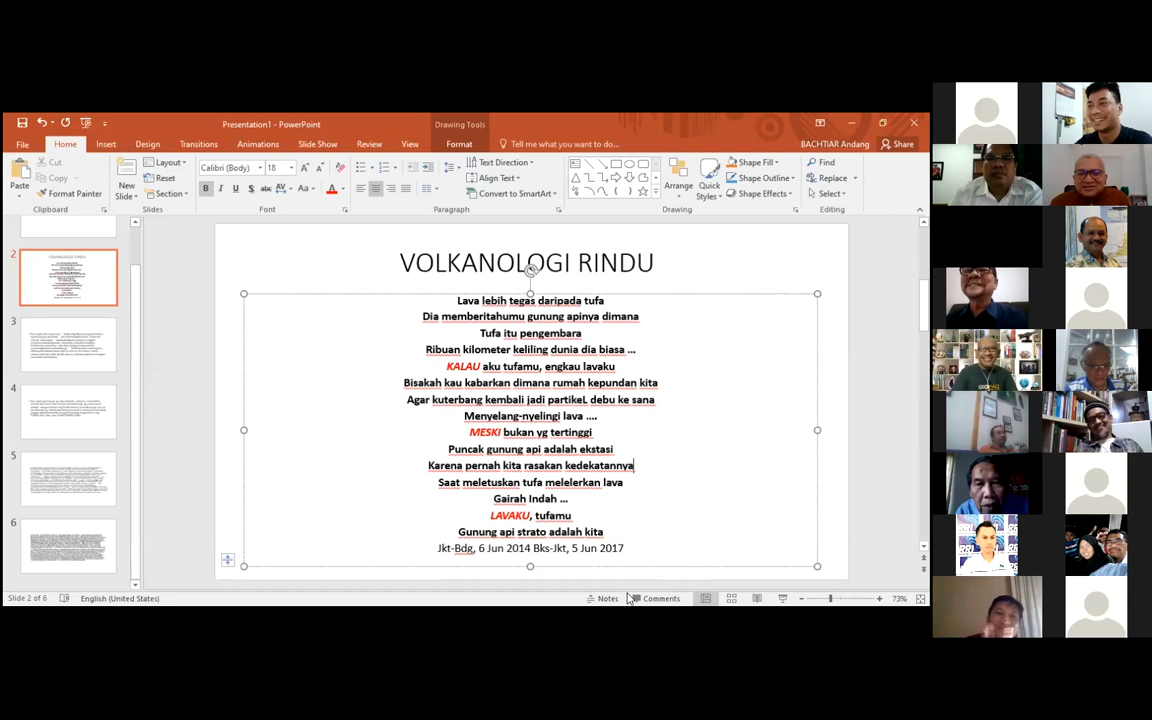 Presentation1 - PowerPoint
Drawing Tools
File
Home
Insert
Design
Transitions
Animations
Slide Show
Review
View
Format
Tell me what you want to do...
BACHTIAR Andang
Share
Paste
Cut
Copy
Format Painter
Clipboard
New Slide
Layout
Reset
Section
Slides
Calibri (Body)
18
B I U S abc AV Aa A
Font
Text Direction
Align Text
Convert to SmartArt
Paragraph
Arrange
Quick Styles
Shape Fill
Shape Outline
Shape Effects
Drawing
Find
Replace
Select
Editing
2
3
4
5
6
VOLKANOLOGI RINDU
Lava lebih tegas daripada tufa
Dia memberitahumu gunung apinya dimana
Tufa itu pengembara
Ribuan kilometer keliling dunia dia biasa ...
KALAU aku tufamu, engkau lavaku
Bisakah kau kabarkan dimana rumah kepundan kita
Agar kuterbang kembali jadi partikeL debu ke sana
Menyelang-nyelingi lava ....
MESKI bukan yg tertinggi
Puncak gunung api adalah ekstasi
Karena pernah kita rasakan kedekatannya
Saat meletuskan tufa melelerkan lava
Gairah Indah ...
LAVAKU, tufamu
Gunung api strato adalah kita
Jkt-Bdg, 6 Jun 2014 Bks-Jkt, 5 Jun 2017
Slide 2 of 6
English (United States)
Notes
Comments
73%